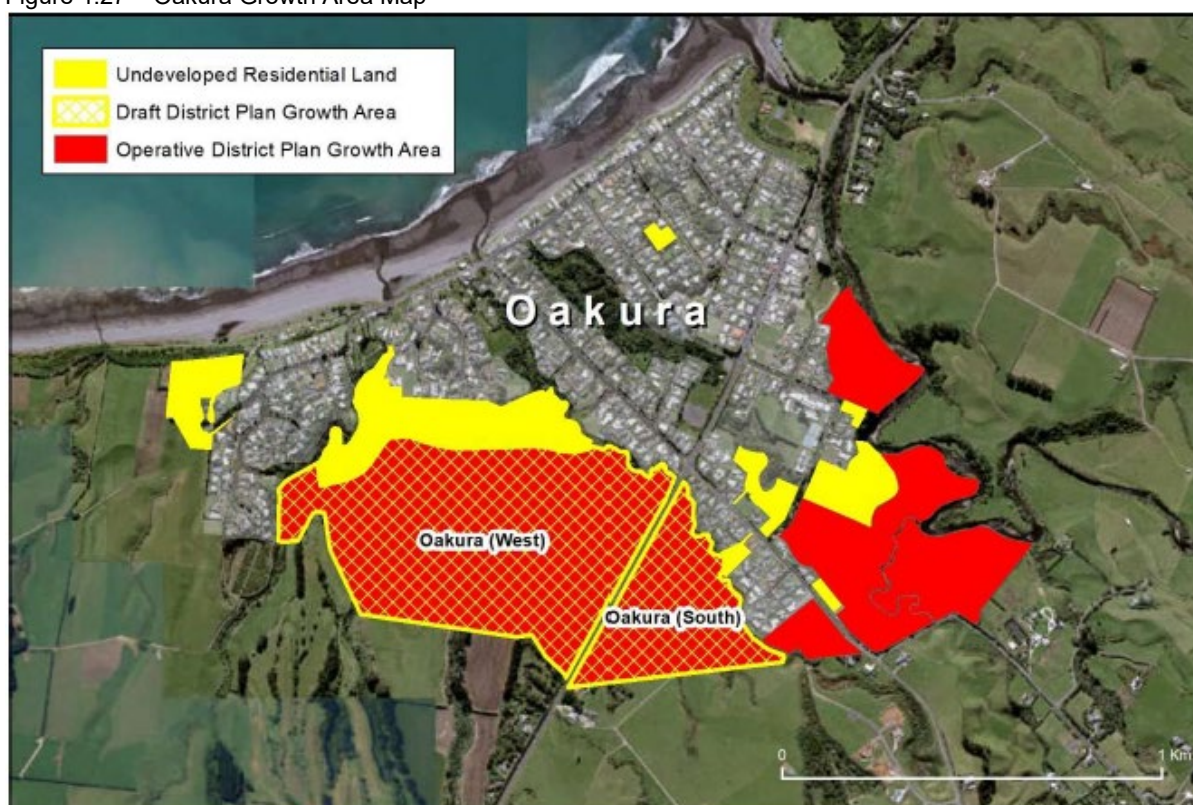 Figure 1.27 – Oakura Growth Area Map
Undeveloped Residential Land
Draft District Plan Growth Area
Operative District Plan Growth Area
Oakura
Oakura (West)
Oakura (South)
0 1 Km